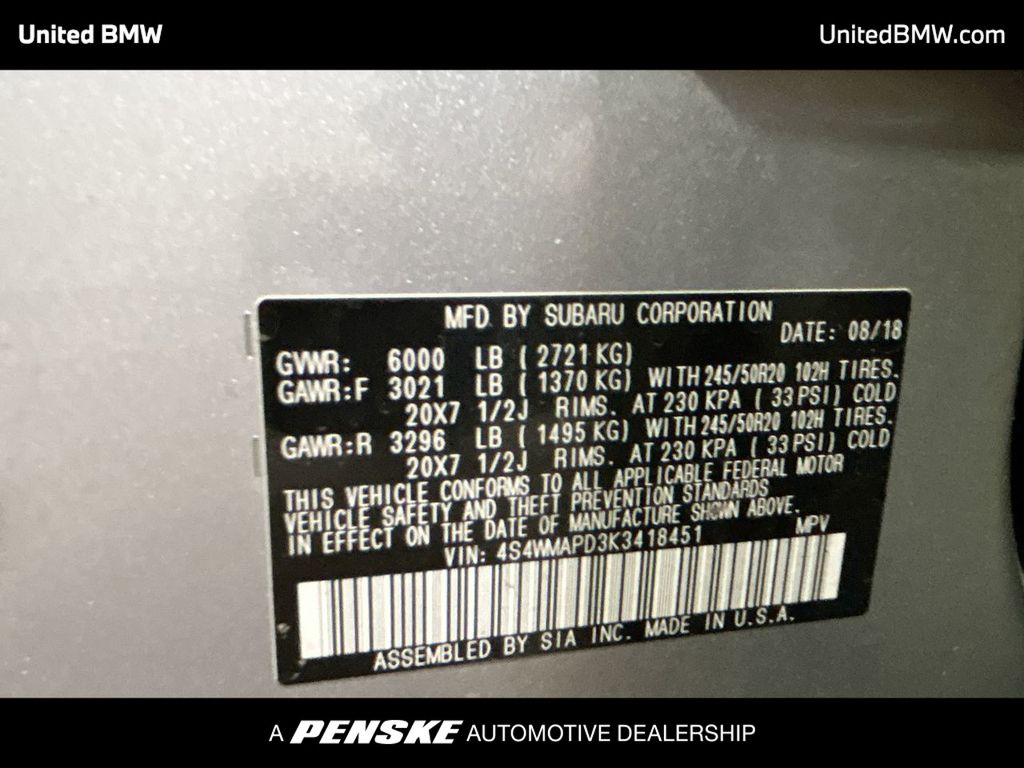 United BMW
UnitedBMW.com
MFD. BY SUBARU CORPORATION
DATE: 08/18
GVWR: 6000 LB ( 2721 KG)
GAWR:F 3021 LB ( 1370 KG) WITH 245/50R20 102H TIRES.
20X7 1/2J RIMS. AT 230 KPA ( 33 PSI) COLD
GAWR:R 3296 LB ( 1495 KG) WITH 245/50R20 102H TIRES.
20X7 1/2J RIMS. AT 230 KPA ( 33 PSI) COLD
THIS VEHICLE CONFORMS TO ALL APPLICABLE FEDERAL MOTOR
VEHICLE SAFETY AND THEFT PREVENTION STANDARDS
IN EFFECT ON THE DATE OF MANUFACTURE SHOWN ABOVE.
VIN: 4S4WMAPD3K3418451 MPV
ASSEMBLED BY SIA INC. MADE IN U.S.A.
A PENSKE AUTOMOTIVE DEALERSHIP